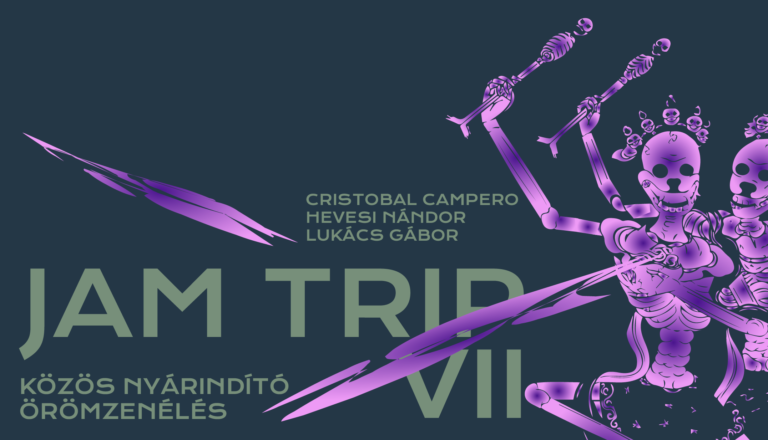 CRISTOBAL CAMPERO
HEVESI NÁNDOR
LUKÁCS GÁBOR
JAM TRIP
VII
KÖZÖS NYÁRINDÍTÓ
ÖRÖMZENÉLÉS